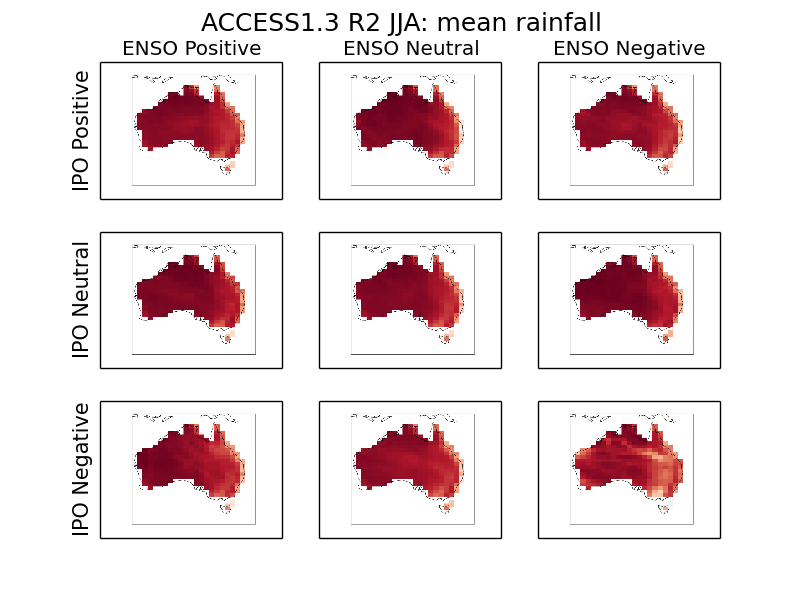 ACCESS1.3 R2 JJA: mean rainfall
ENSO Positive ENSO Neutral ENSO Negative
IPO Positive
IPO Neutral
IPO Negative